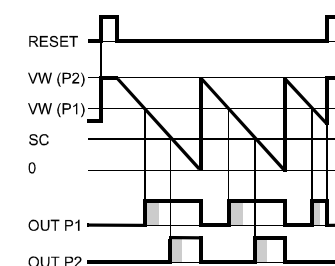 RESET
VW (P2)
VW (P1)
SC
0
OUT P1
OUT P2